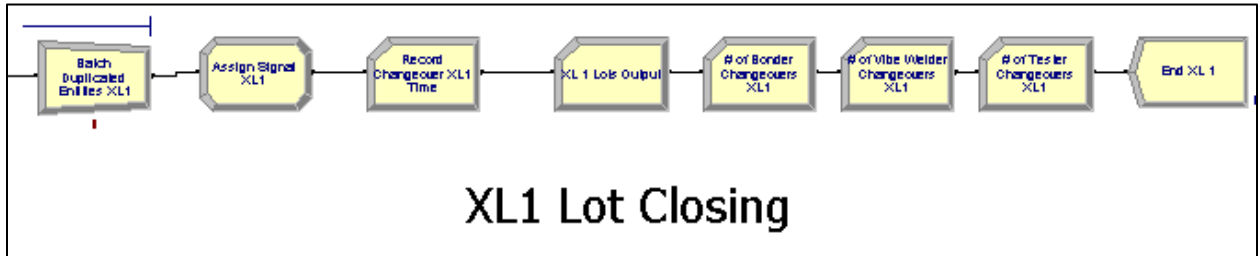 Batch
Duplicated
Entities XL1
Assign Signal
XL1
Record
Changeover XL1
Time
XL 1 Lots Output
# of Bonder
Changeovers
XL1
# of Vibe Welder
Changeovers
XL1
# of Tester
Changeovers
XL1
End XL 1
XL1 Lot Closing